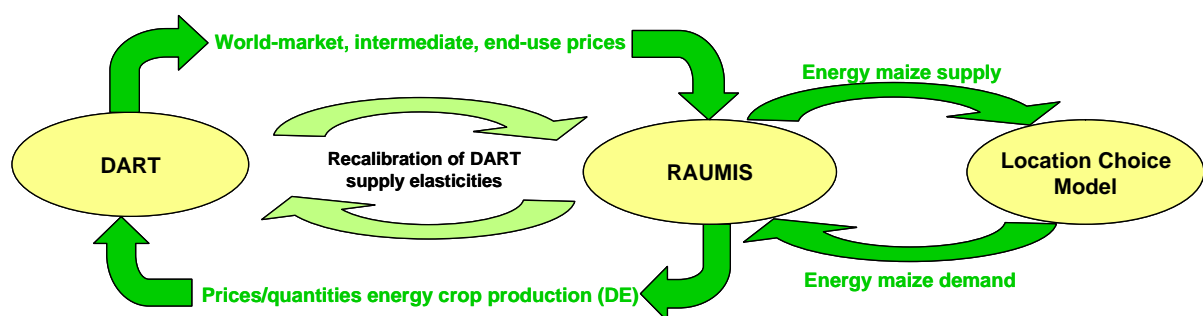 World-market, intermediate, end-use prices
Energy maize supply
DART
Recalibration of DART
supply elasticities
RAUMIS
Location Choice
Model
Energy maize demand
Prices/quantities energy crop production (DE)